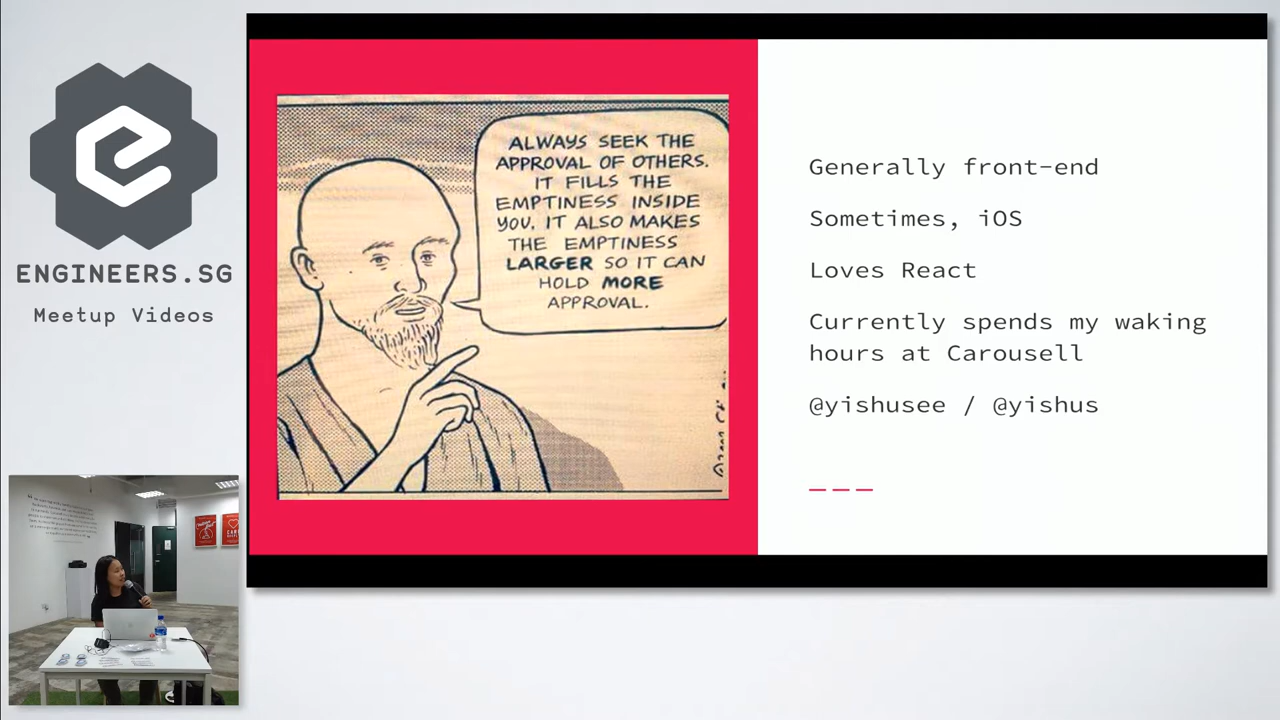 ENGINEERS.SG
Meetup Videos
ALWAYS SEEK THE
APPROVAL OF OTHERS.
IT FILLS THE
EMPTINESS INSIDE
YOU. IT ALSO MAKES
THE EMPTINESS
LARGER SO IT CAN
HOLD MORE
APPROVAL.
Generally front-end
Sometimes, iOS
Loves React
Currently spends my waking
hours at Carousell
@yishusee / @yishus